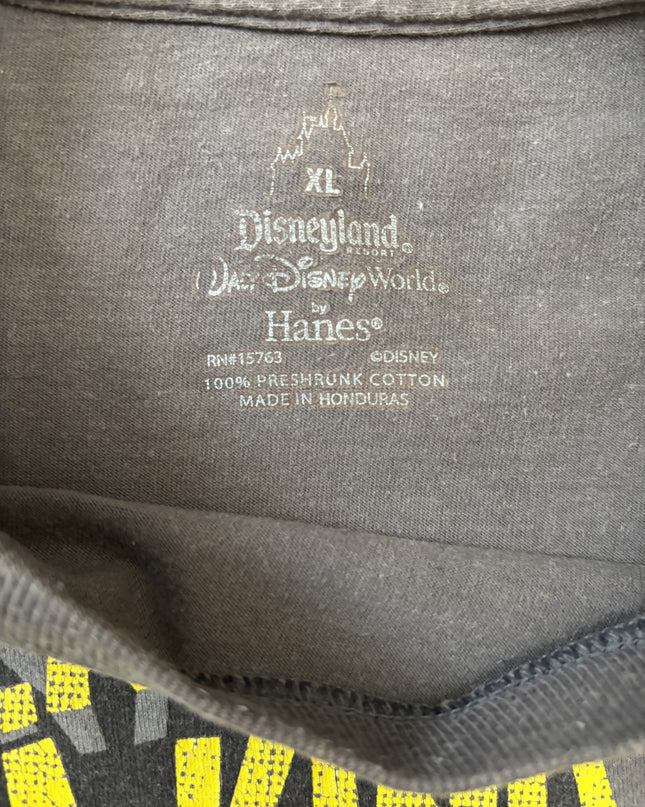 XL
Disneyland®
RESORT
Walt Disney World®
by
Hanes®
RN#15763 ©DISNEY
100% PRESHRUNK COTTON
MADE IN HONDURAS